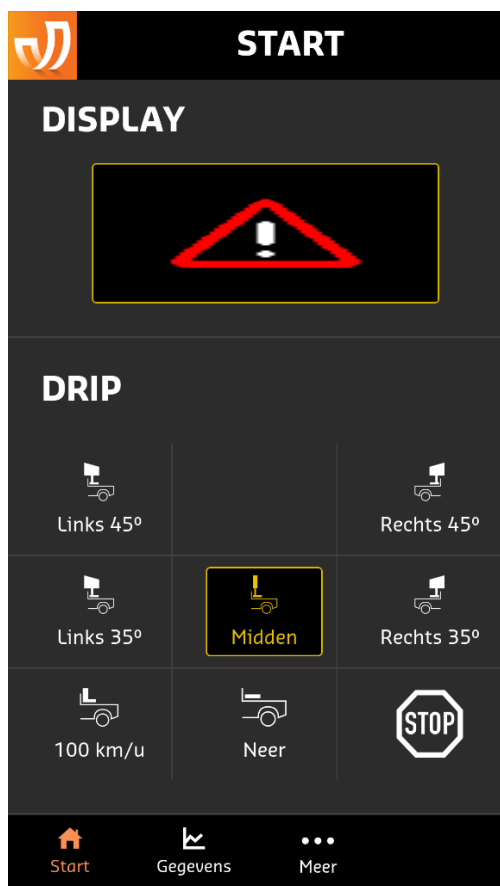 START
DISPLAY
!
DRIP
Links 45º
Rechts 45º
Links 35º
Midden
Rechts 35º
100 km/u
Neer
STOP
Start
Gegevens
Meer